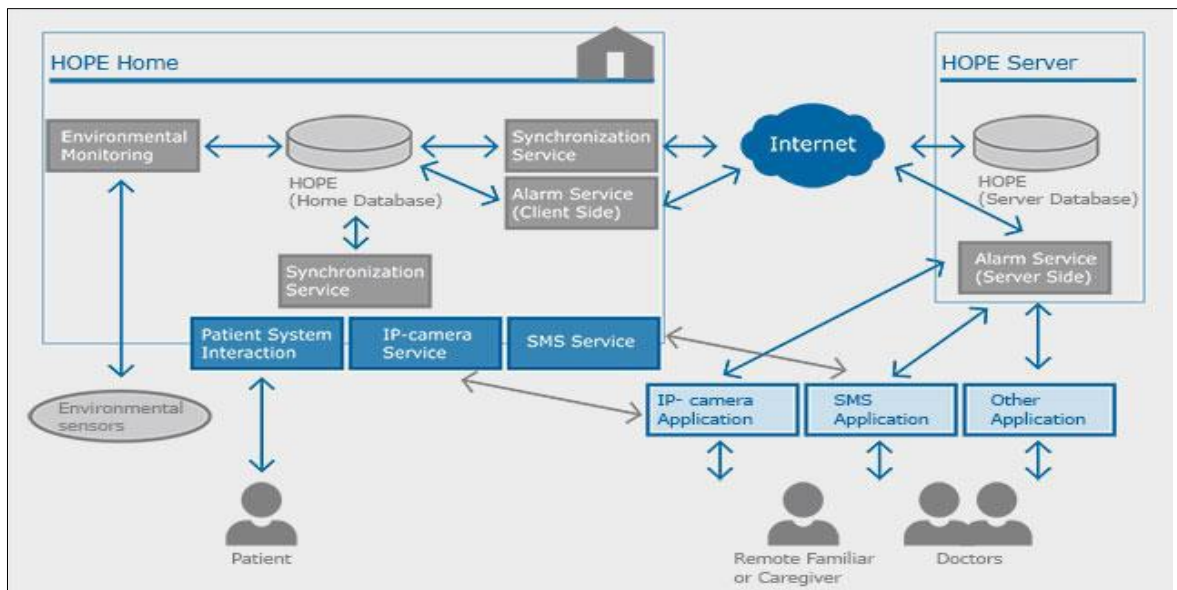 HOPE Home
HOPE Server
Environmental
Monitoring
HOPE
(Home Database)
Synchronization
Service
Alarm Service
(Client Side)
Internet
HOPE
(Server Database)
Synchronization
Service
Alarm Service
(Server Side)
Patient System
Interaction
IP-camera
Service
SMS Service
Environmental
sensors
IP- camera
Application
SMS
Application
Other
Application
Patient
Remote Familiar
or Caregiver
Doctors